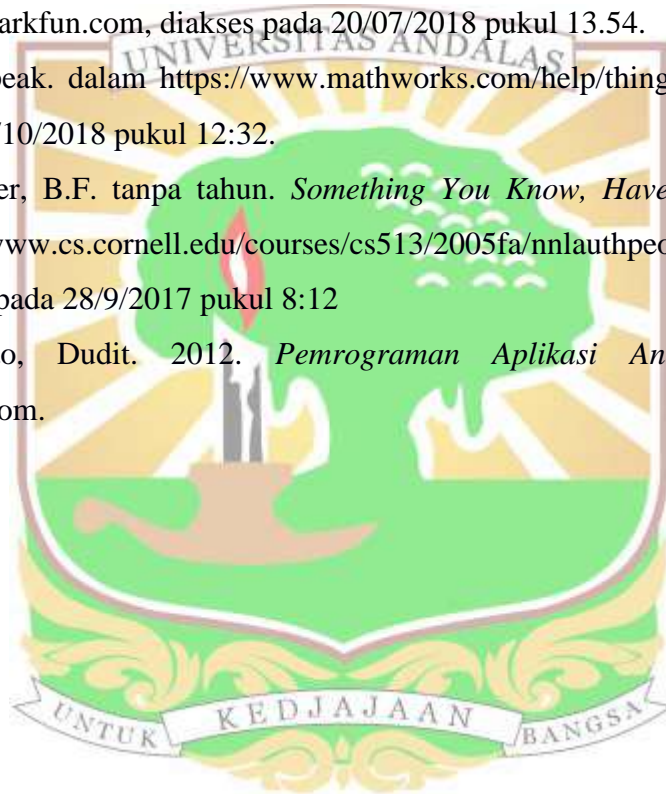 arkfun.com, diakses pada 20/07/2018 pukul 13.54.
UNIVERSITAS ANDALAS
eak. dalam https://www.mathworks.com/help/thing
/10/2018 pukul 12:32.
er, B.F. tanpa tahun. Something You Know, Have
www.cs.cornell.edu/courses/cs513/2005fa/nnlauthpeo
pada 28/9/2017 pukul 8:12
o, Dudit. 2012. Pemrograman Aplikasi An
om.
UNTUK KEDJAJAAN BANGSA